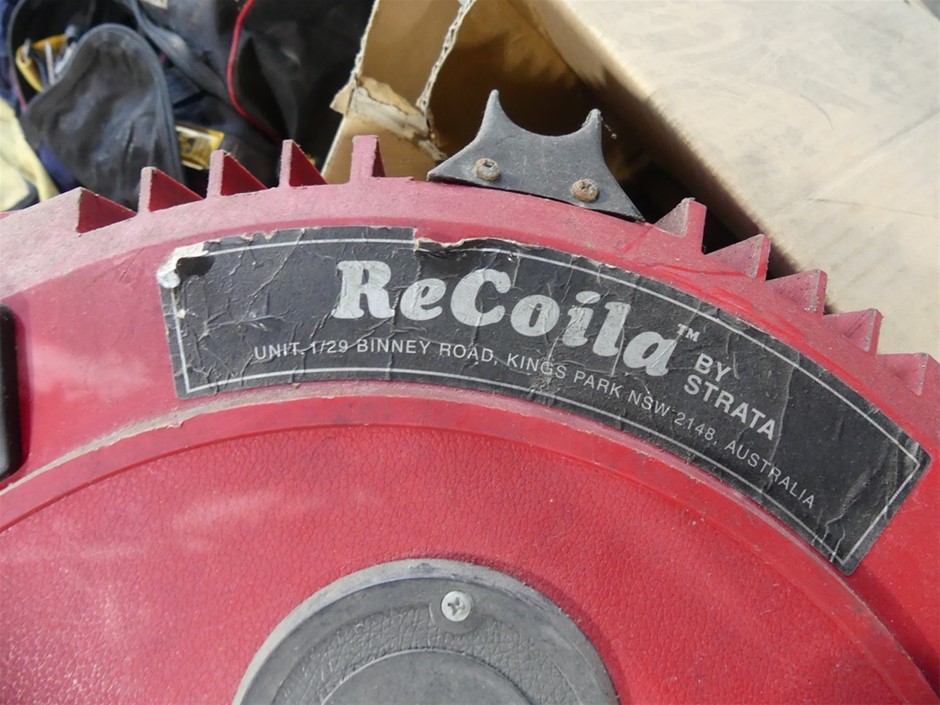 ReCoila™ BY
STRATA
UNIT 1/29 BINNEY ROAD, KINGS PARK NSW 2148, AUSTRALIA